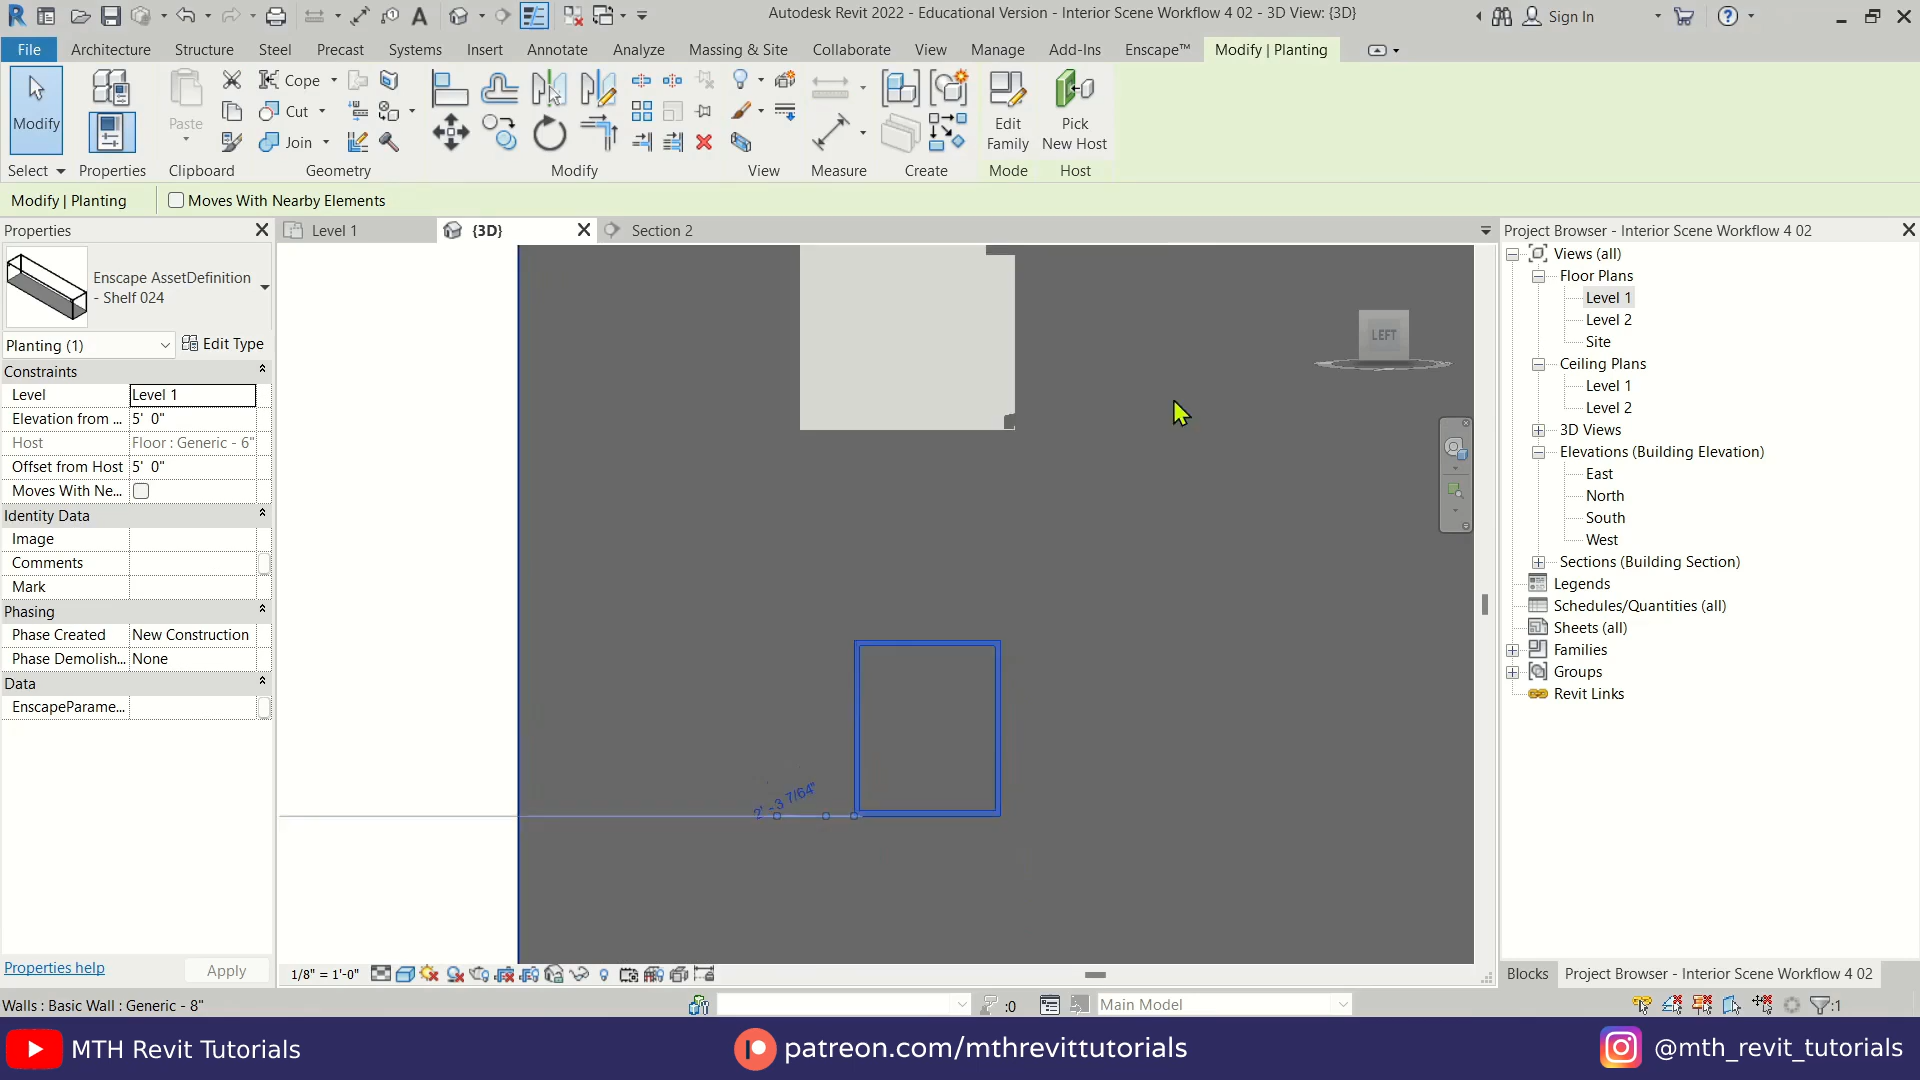 Autodesk Revit 2022 - Educational Version - Interior Scene Workflow 4 02 - 3D View: {3D}
Sign In
File Architecture Structure Steel Precast Systems Insert Annotate Analyze Massing & Site Collaborate View Manage Add-Ins Enscape™ Modify | Planting
Modify
Paste
Cope
Cut
Join
Edit Family
Pick New Host
Select Properties Clipboard Geometry Modify View Measure Create Mode Host
Modify | Planting Moves With Nearby Elements
Properties
Level 1
{3D}
Section 2
Project Browser - Interior Scene Workflow 4 02
Enscape AssetDefinition
- Shelf 024
Planting (1) Edit Type
Constraints
Level Level 1
Elevation from ... 5' 0"
Host Floor : Generic - 6"
Offset from Host 5' 0"
Moves With Ne...
Identity Data
Image
Comments
Mark
Phasing
Phase Created New Construction
Phase Demolish... None
Data
EnscapeParame...
Properties help Apply
LEFT
2' -3 7/64"
Views (all)
Floor Plans
Level 1
Level 2
Site
Ceiling Plans
Level 1
Level 2
3D Views
Elevations (Building Elevation)
East
North
South
West
Sections (Building Section)
Legends
Schedules/Quantities (all)
Sheets (all)
Families
Groups
Revit Links
1/8" = 1'-0"
Blocks Project Browser - Interior Scene Workflow 4 02
Walls : Basic Wall : Generic - 8"
:0
Main Model
:1
MTH Revit Tutorials
patreon.com/mthrevittutorials
@mth_revit_tutorials